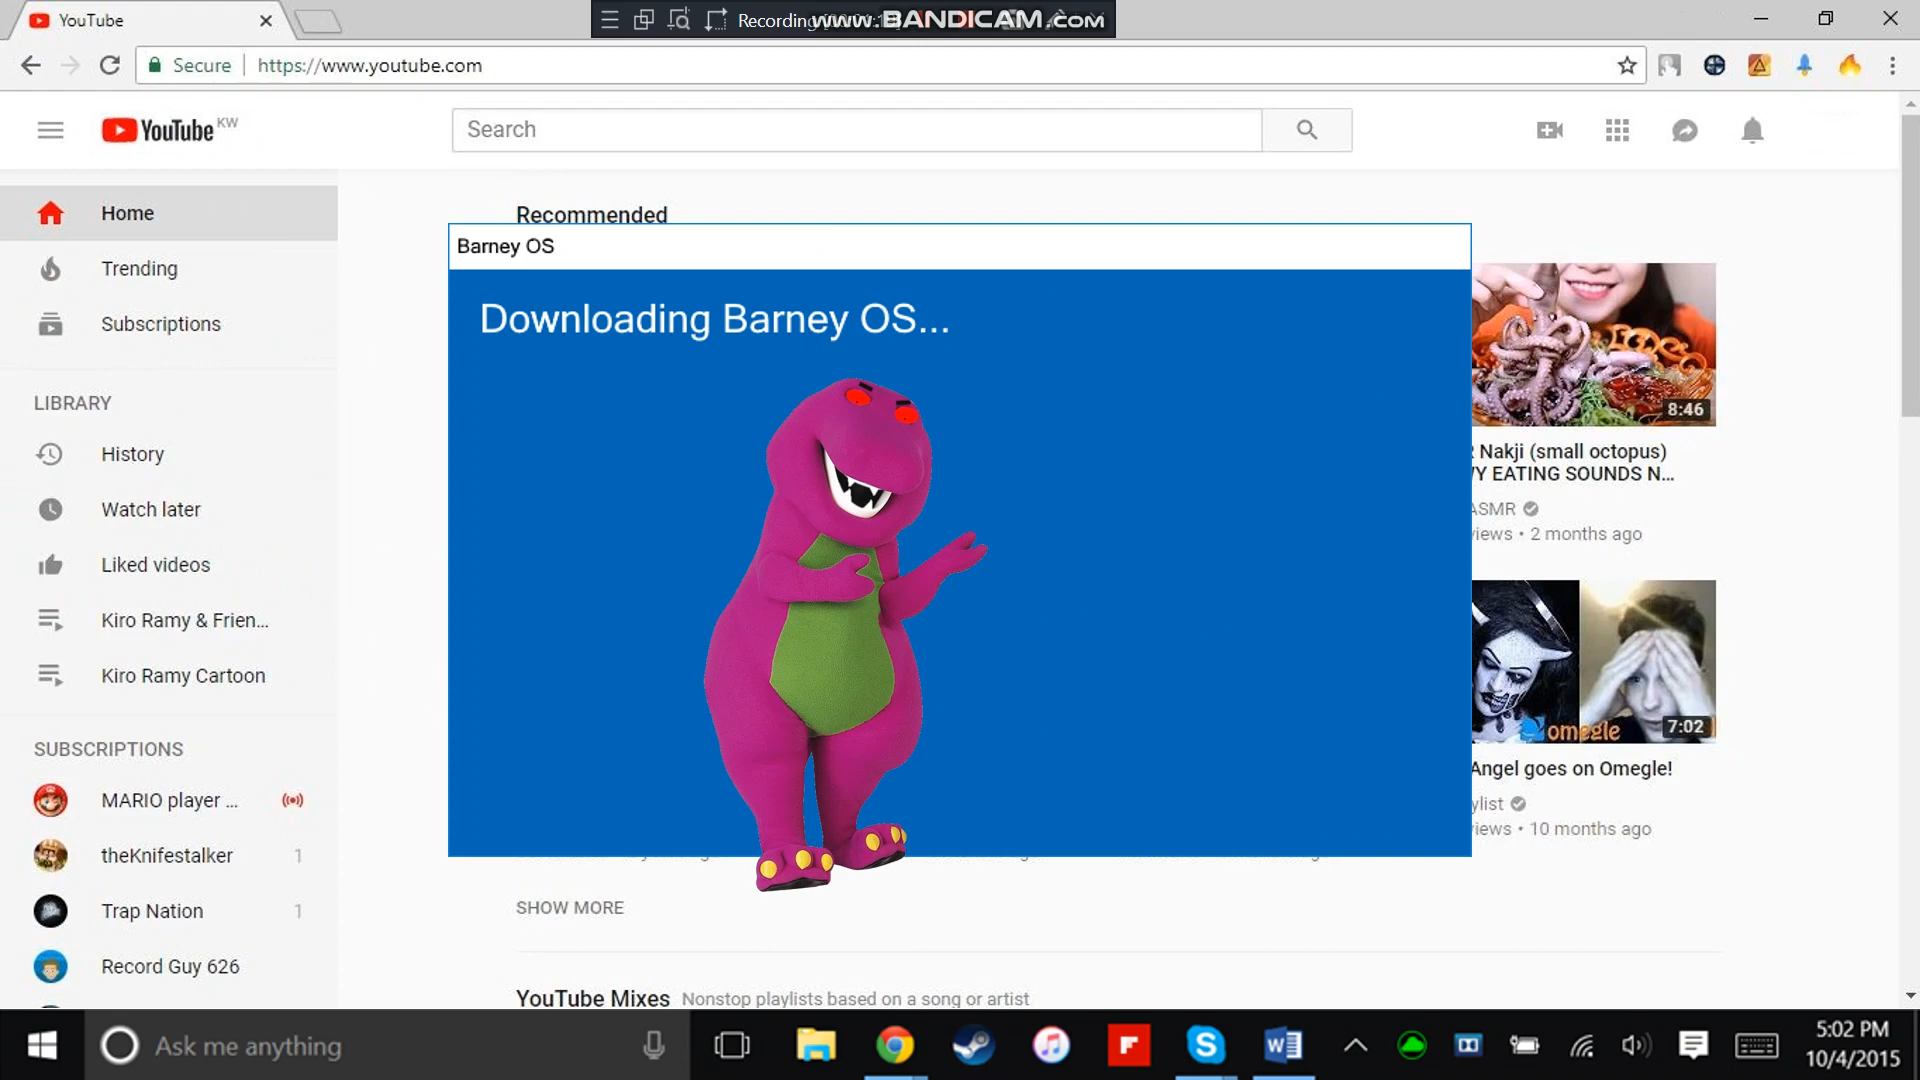 YouTube
Recording
www.BANDICAM.com
Secure
https://www.youtube.com
YouTube KW
Search
Home
Trending
Subscriptions
LIBRARY
History
Watch later
Liked videos
Kiro Ramy & Frien...
Kiro Ramy Cartoon
SUBSCRIPTIONS
MARIO player ...
theKnifestalker 1
Trap Nation 1
Record Guy 626
Recommended
Barney OS
Downloading Barney OS...
8:46
Nakji (small octopus)
EATING SOUNDS N...
ASMR
iews • 2 months ago
omegle
7:02
Angel goes on Omegle!
ylist
iews • 10 months ago
SHOW MORE
YouTube Mixes Nonstop playlists based on a song or artist
Ask me anything
5:02 PM
10/4/2015